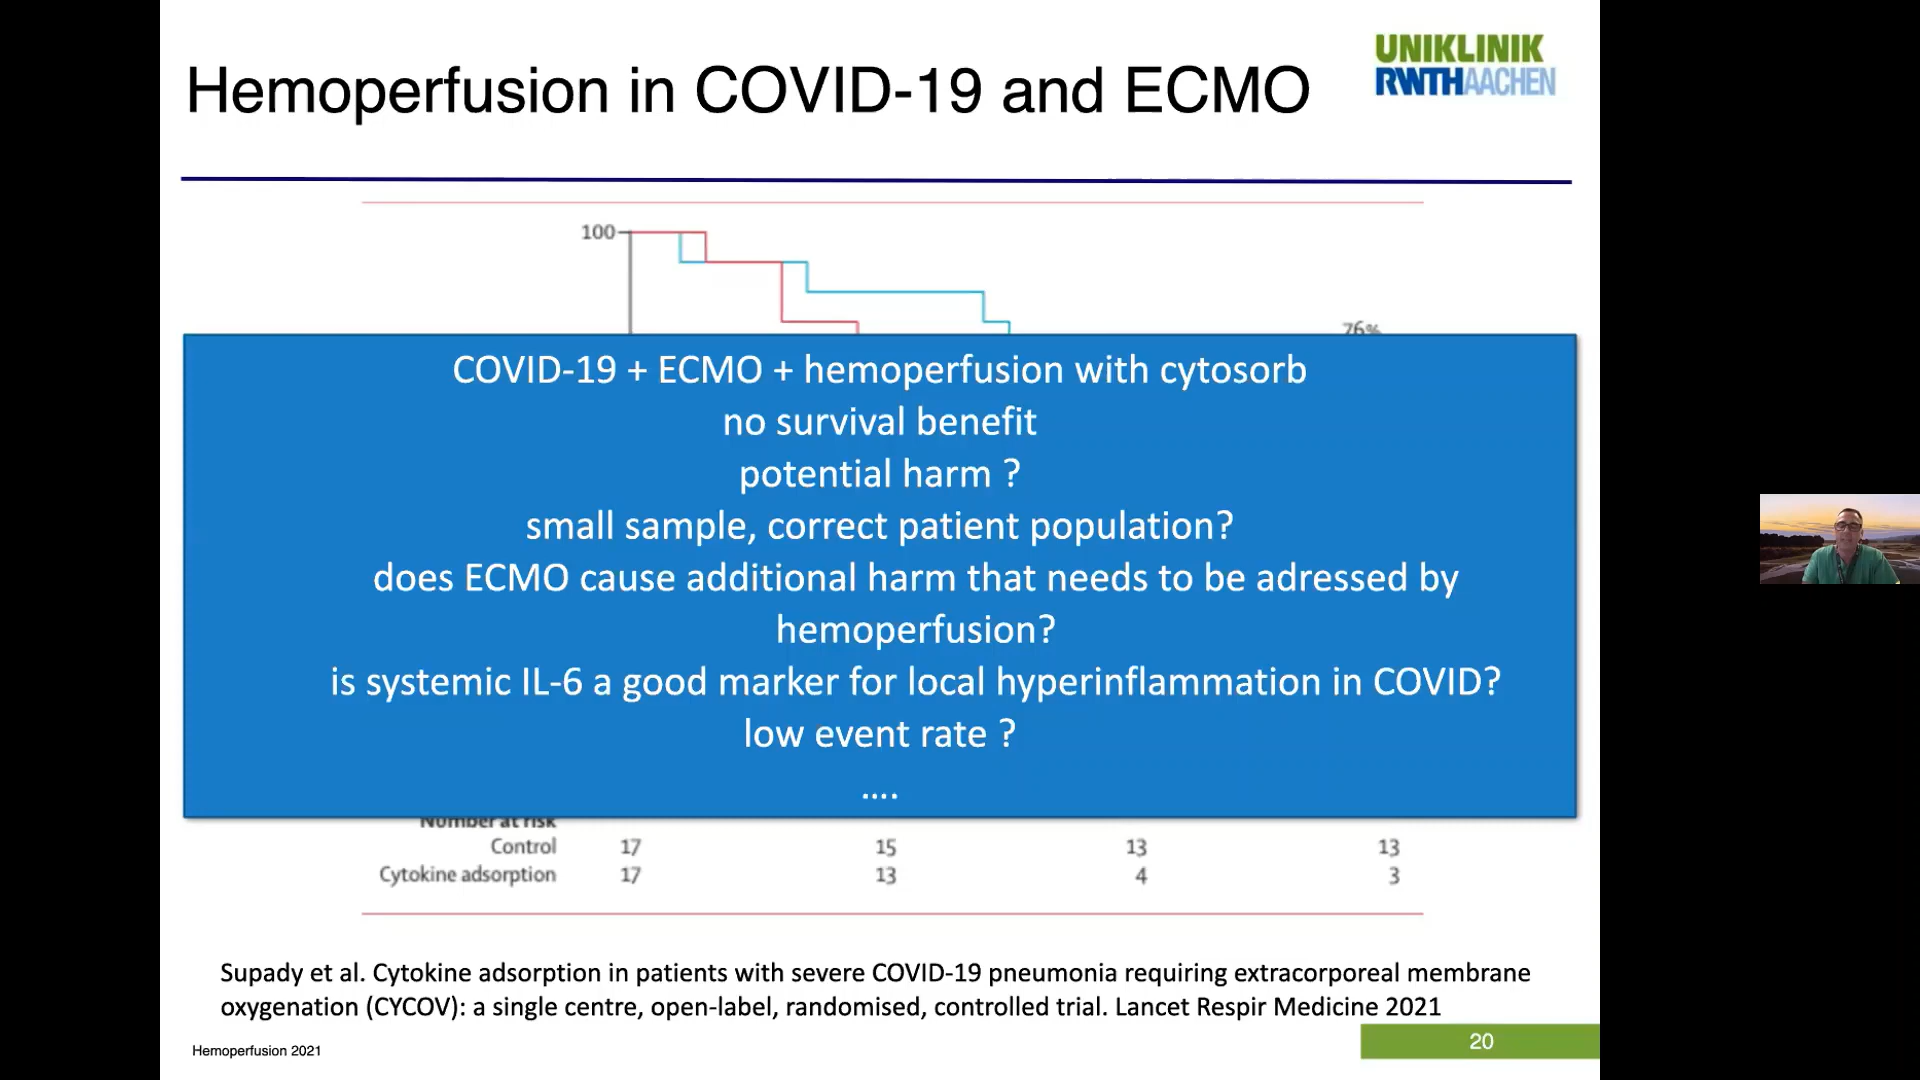 Hemoperfusion in COVID-19 and ECMO
UNIKLINIK
RWTHAACHEN
100
76%
COVID-19 + ECMO + hemoperfusion with cytosorb
no survival benefit
potential harm ?
small sample, correct patient population?
does ECMO cause additional harm that needs to be adressed by
hemoperfusion?
is systemic IL-6 a good marker for local hyperinflammation in COVID?
low event rate ?
....
Number at risk
Control 17 15 13 13
Cytokine adsorption 17 13 4 3
Supady et al. Cytokine adsorption in patients with severe COVID-19 pneumonia requiring extracorporeal membrane
oxygenation (CYCOV): a single centre, open-label, randomised, controlled trial. Lancet Respir Medicine 2021
Hemoperfusion 2021
20